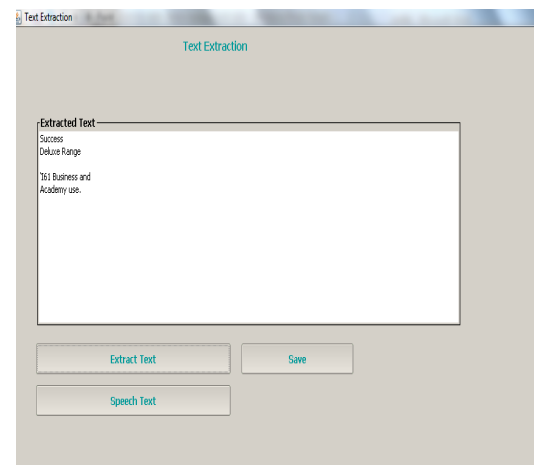 Text Extraction
Text Extraction
Extracted Text
Success
Deluxe Range
'I61 Business and
Academy use.
Extract Text
Save
Speech Text